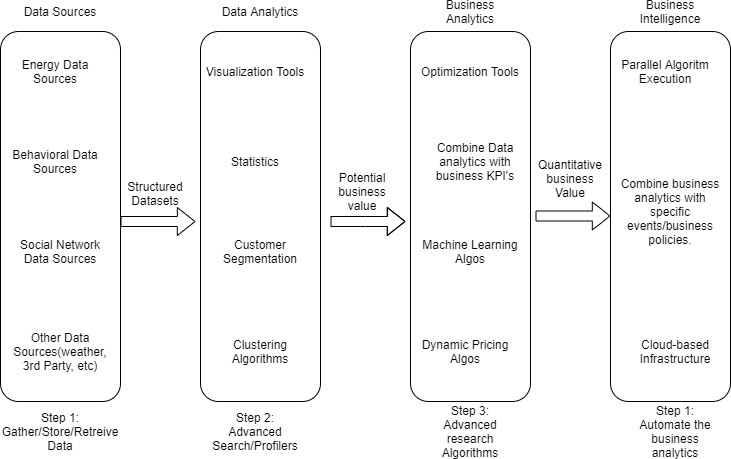 Data Sources
Energy Data
Sources
Behavioral Data
Sources
Social Network
Data Sources
Other Data
Sources(weather,
3rd Party, etc)
Step 1:
Gather/Store/Retreive
Data
Structured
Datasets
Data Analytics
Visualization Tools
Statistics
Customer
Segmentation
Clustering
Algorithms
Step 2:
Advanced
Search/Profilers
Potential
business
value
Business
Analytics
Optimization Tools
Combine Data
analytics with
business KPI's
Machine Learning
Algos
Dynamic Pricing
Algos
Step 3:
Advanced
research
Algorithms
Quantitative
business
Value
Business
Intelligence
Parallel Algoritm
Execution
Combine business
analytics with
specific
events/business
policies.
Cloud-based
Infrastructure
Step 1:
Automate the
business
analytics